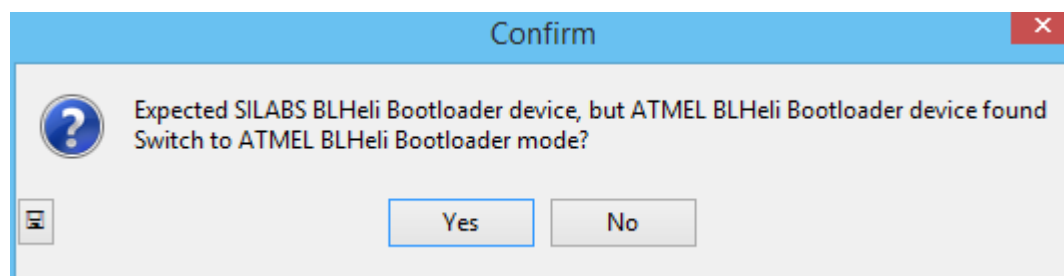 Confirm
Expected SILABS BLHeli Bootloader device, but ATMEL BLHeli Bootloader device found
Switch to ATMEL BLHeli Bootloader mode?
Yes
No